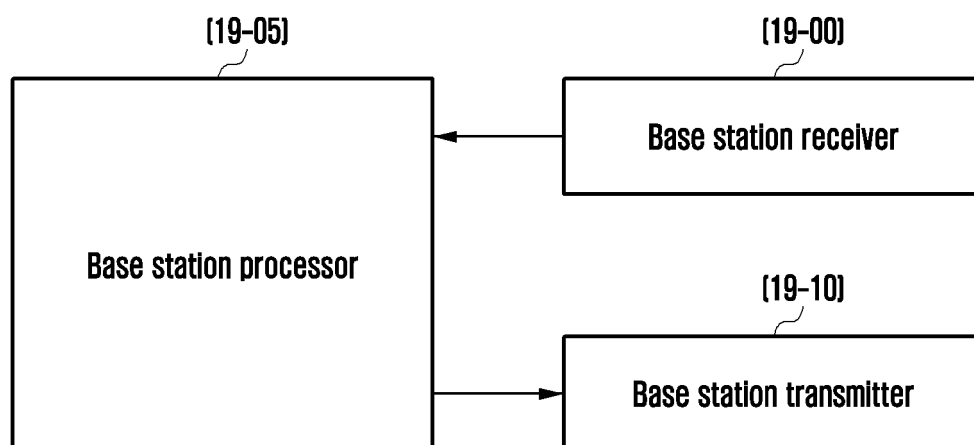 [19-05]
[19-00]
Base station receiver
Base station processor
[19-10]
Base station transmitter